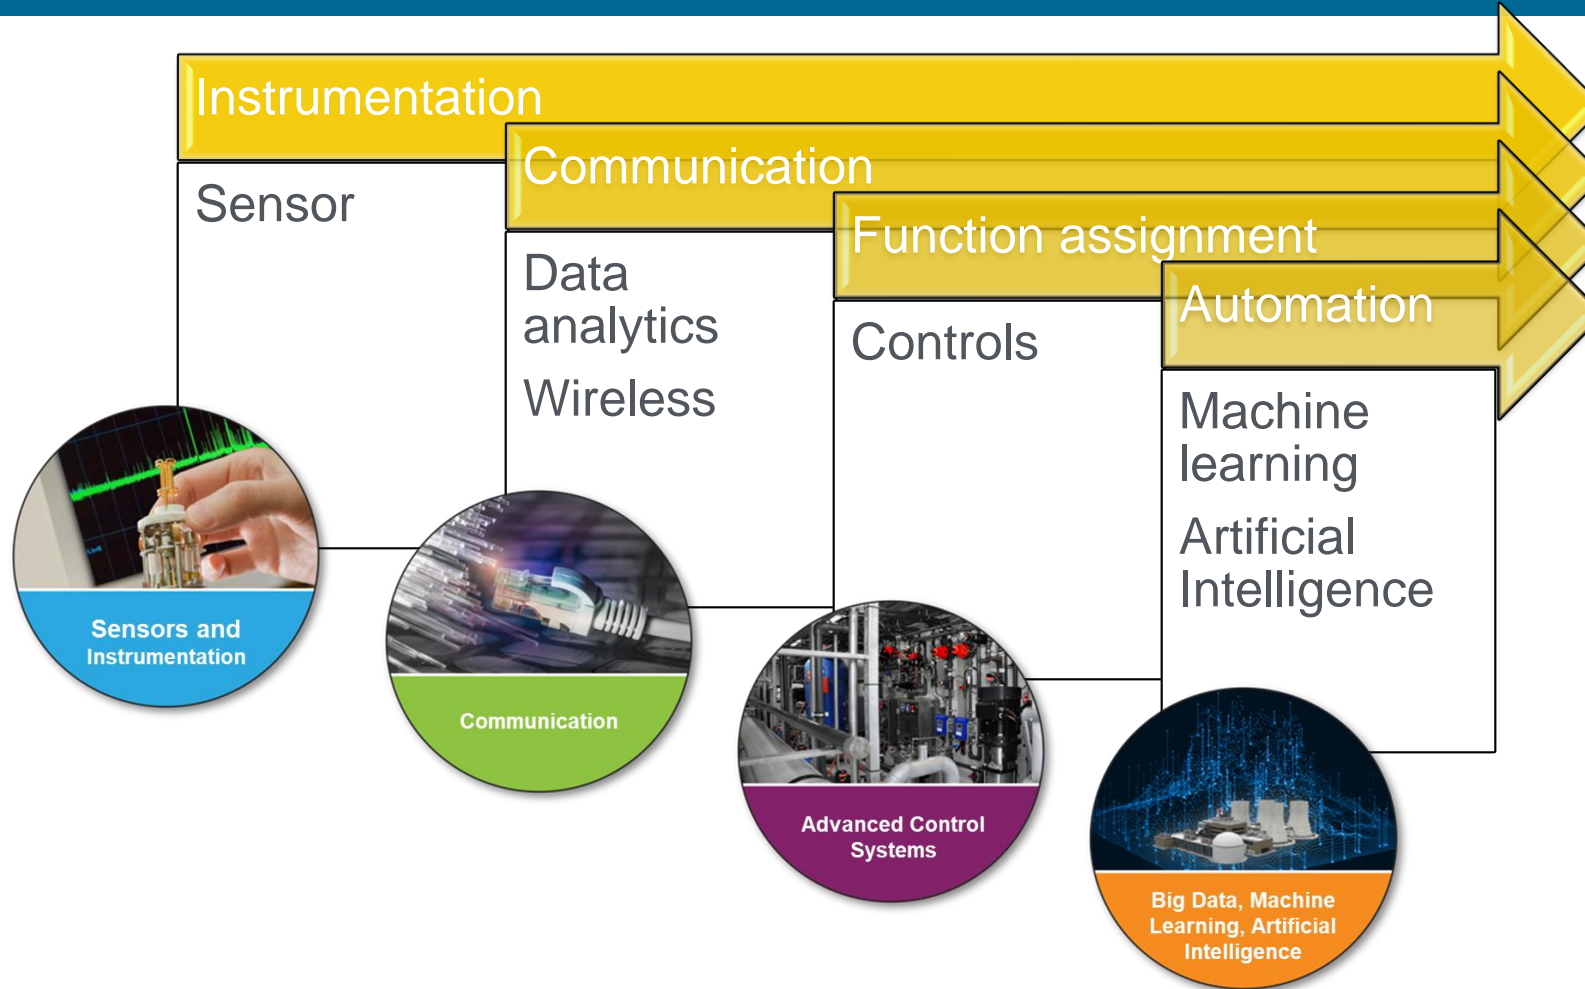 Instrumentation
Sensor
Communication
Data
analytics
Wireless
Function assignment
Controls
Automation
Machine
learning
Artificial
Intelligence
Sensors and
Instrumentation
Communication
Advanced Control
Systems
Big Data, Machine
Learning, Artificial
Intelligence